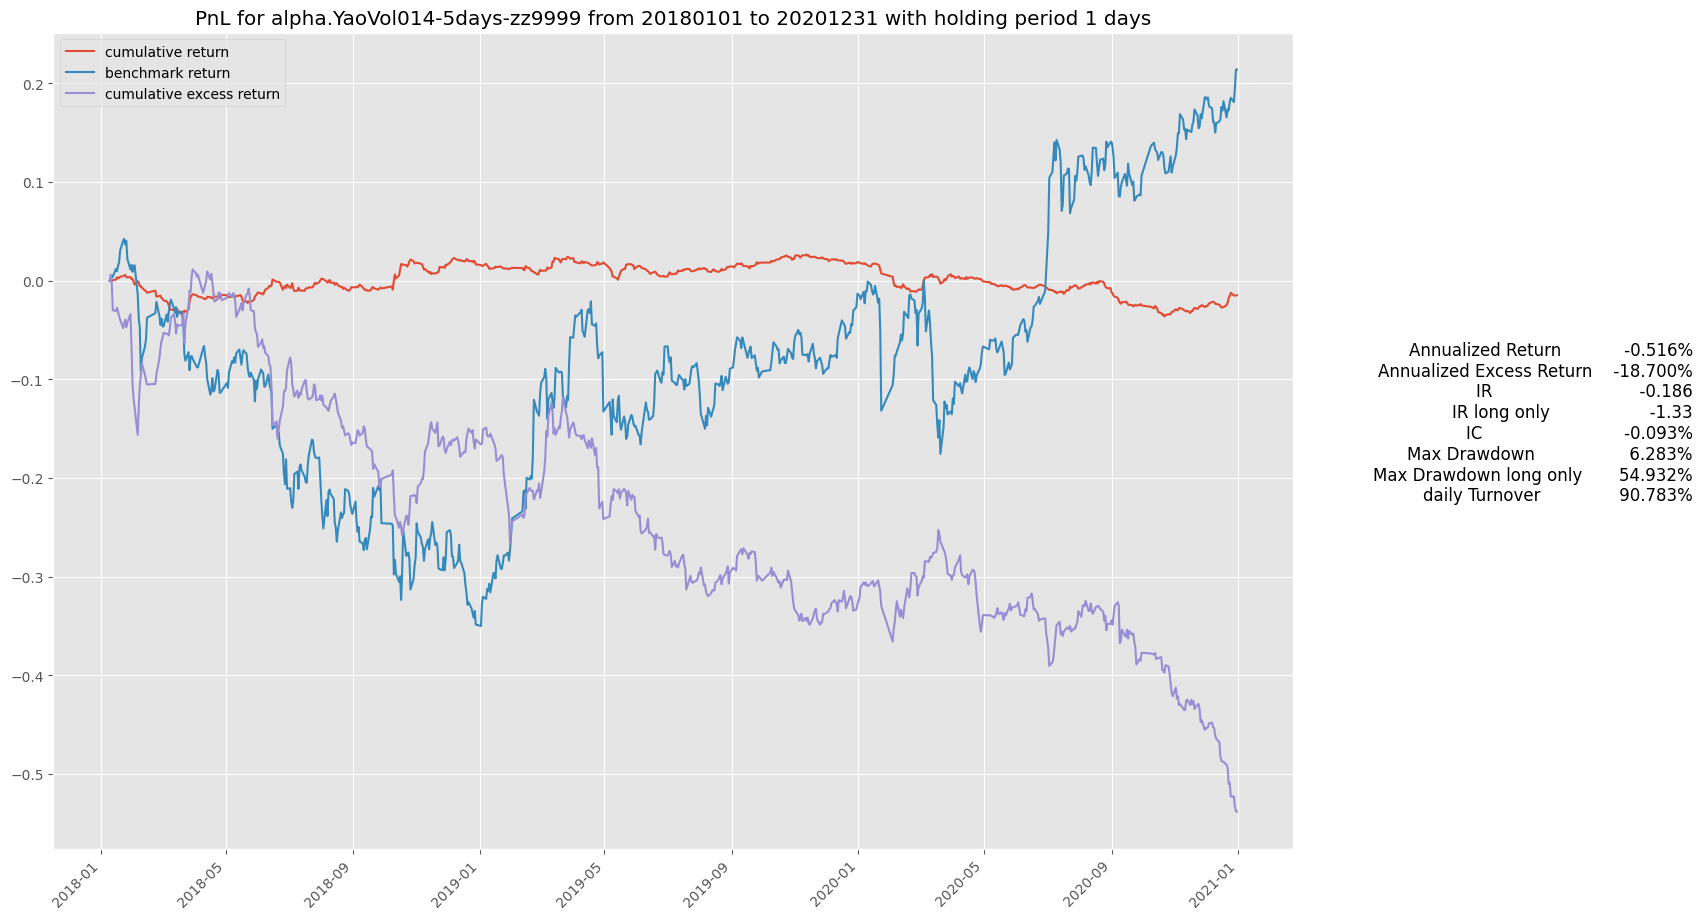 PnL for alpha.YaoVol014-5days-zz9999 from 20180101 to 20201231 with holding period 1 days
cumulative return
benchmark return
cumulative excess return
0.2
0.1
0.0
−0.1
−0.2
−0.3
−0.4
−0.5
2018-01
2018-05
2018-09
2019-01
2019-05
2019-09
2020-01
2020-05
2020-09
2021-01
Annualized Return -0.516%
Annualized Excess Return -18.700%
IR -0.186
IR long only -1.33
IC -0.093%
Max Drawdown 6.283%
Max Drawdown long only 54.932%
daily Turnover 90.783%